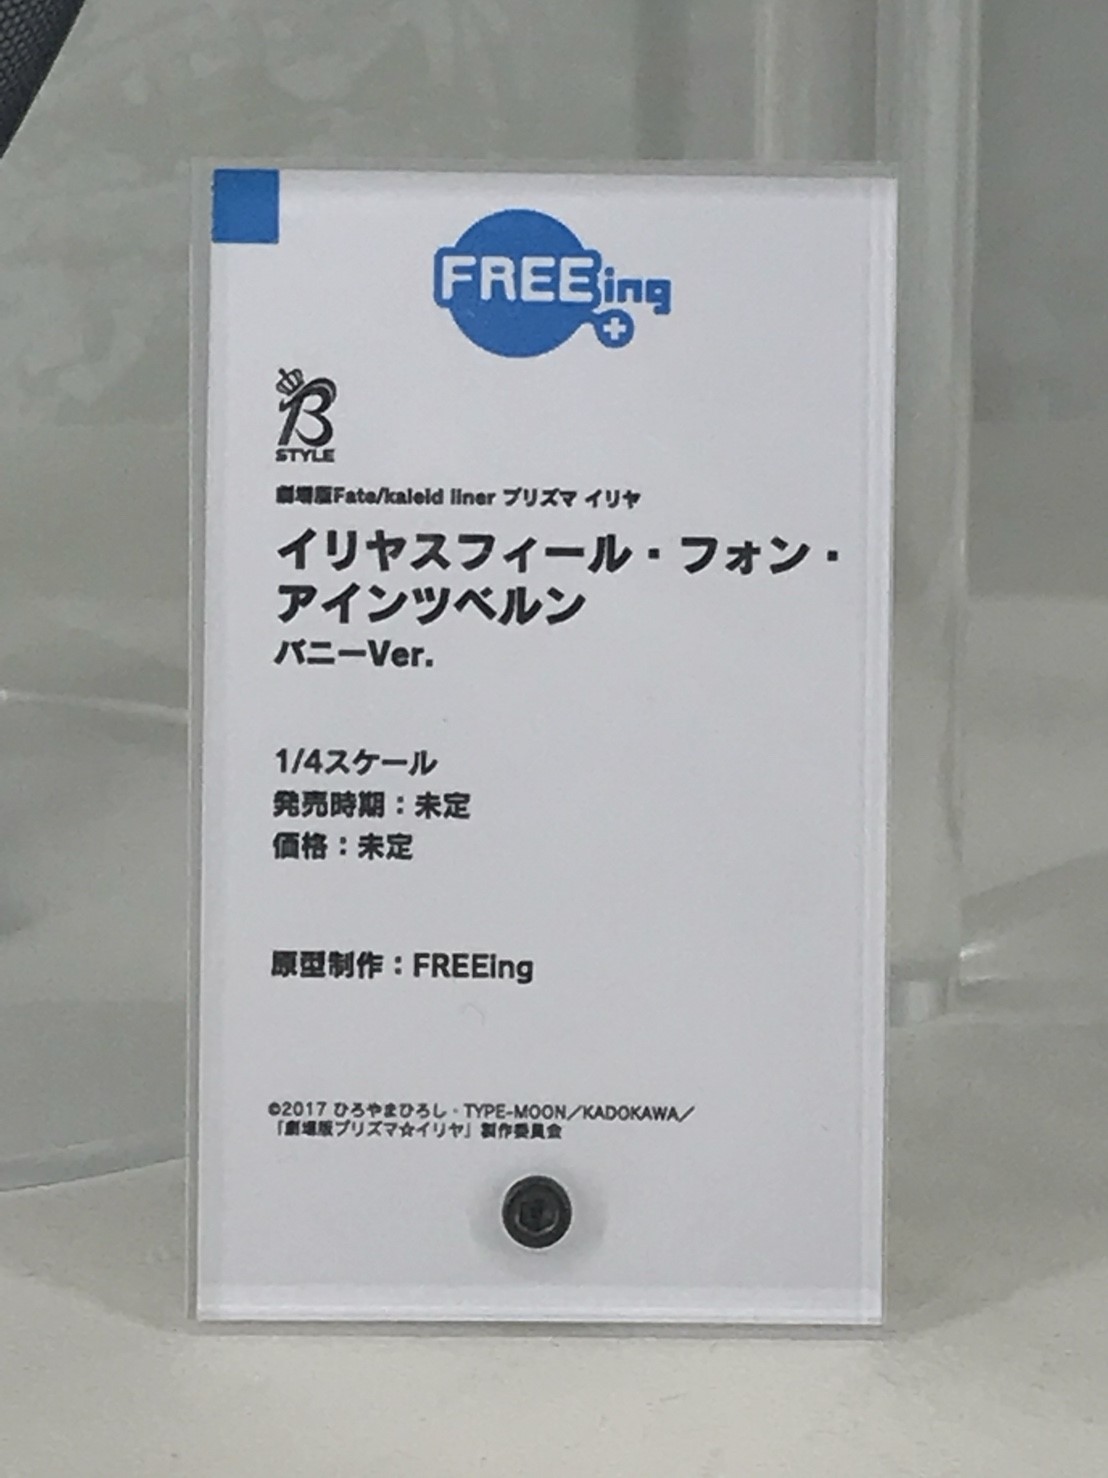 FREEing
B
STYLE
劇場版Fate/kaleid liner プリズマ イリヤ
イリヤスフィール・フォン・
アインツベルン
バニーVer.
1/4スケール
発売時期：未定
価格：未定
原型制作：FREEing
©2017 ひろやまひろし・TYPE-MOON／KADOKAWA／
「劇場版プリズマ☆イリヤ」製作委員会